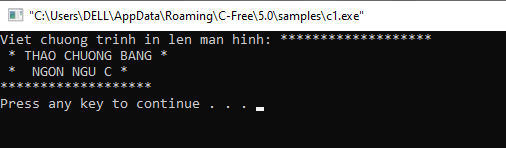 "C:\Users\DELL\AppData\Roaming\C-Free\5.0\samples\c1.exe"
Viet chuong trinh in len man hinh: *******************
 * THAO CHUONG BANG *
 *  NGON NGU C *
*******************
Press any key to continue . . .